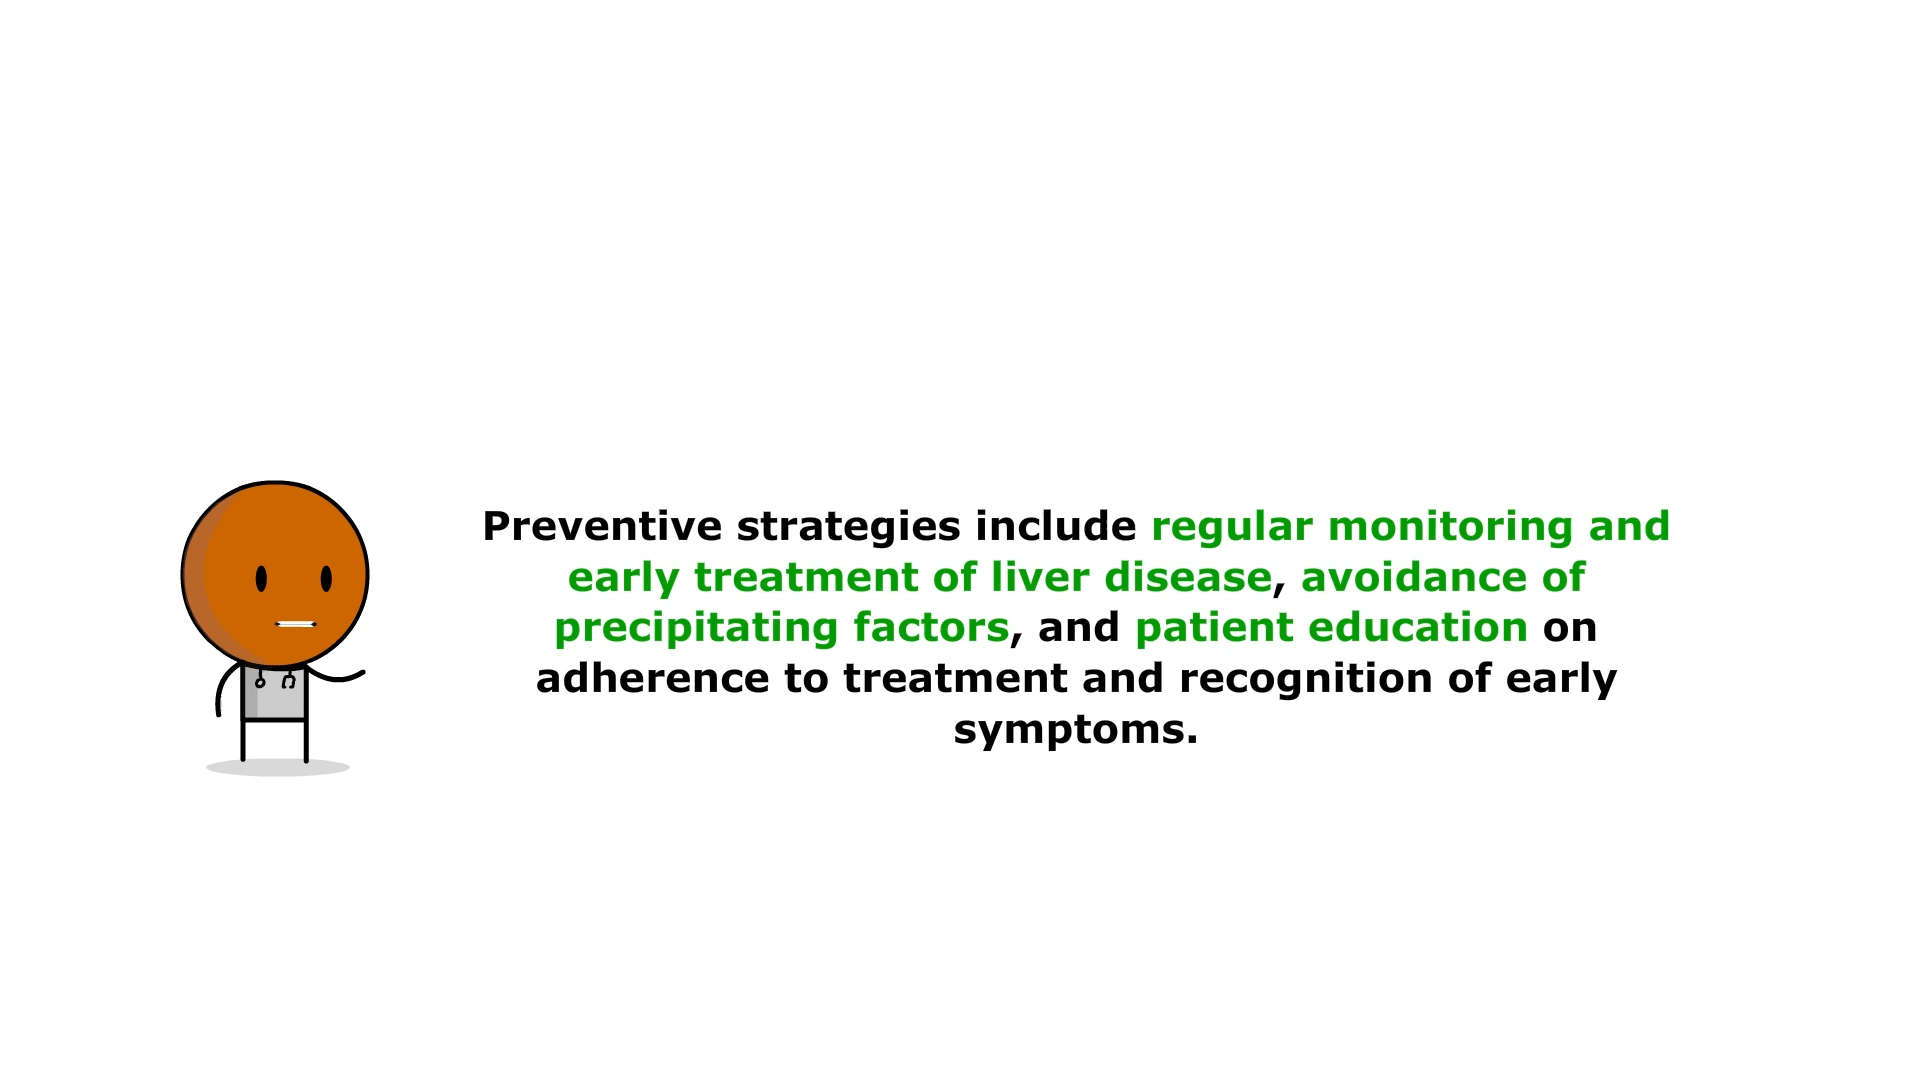 Preventive strategies include regular monitoring and
early treatment of liver disease, avoidance of
precipitating factors, and patient education on
adherence to treatment and recognition of early
symptoms.